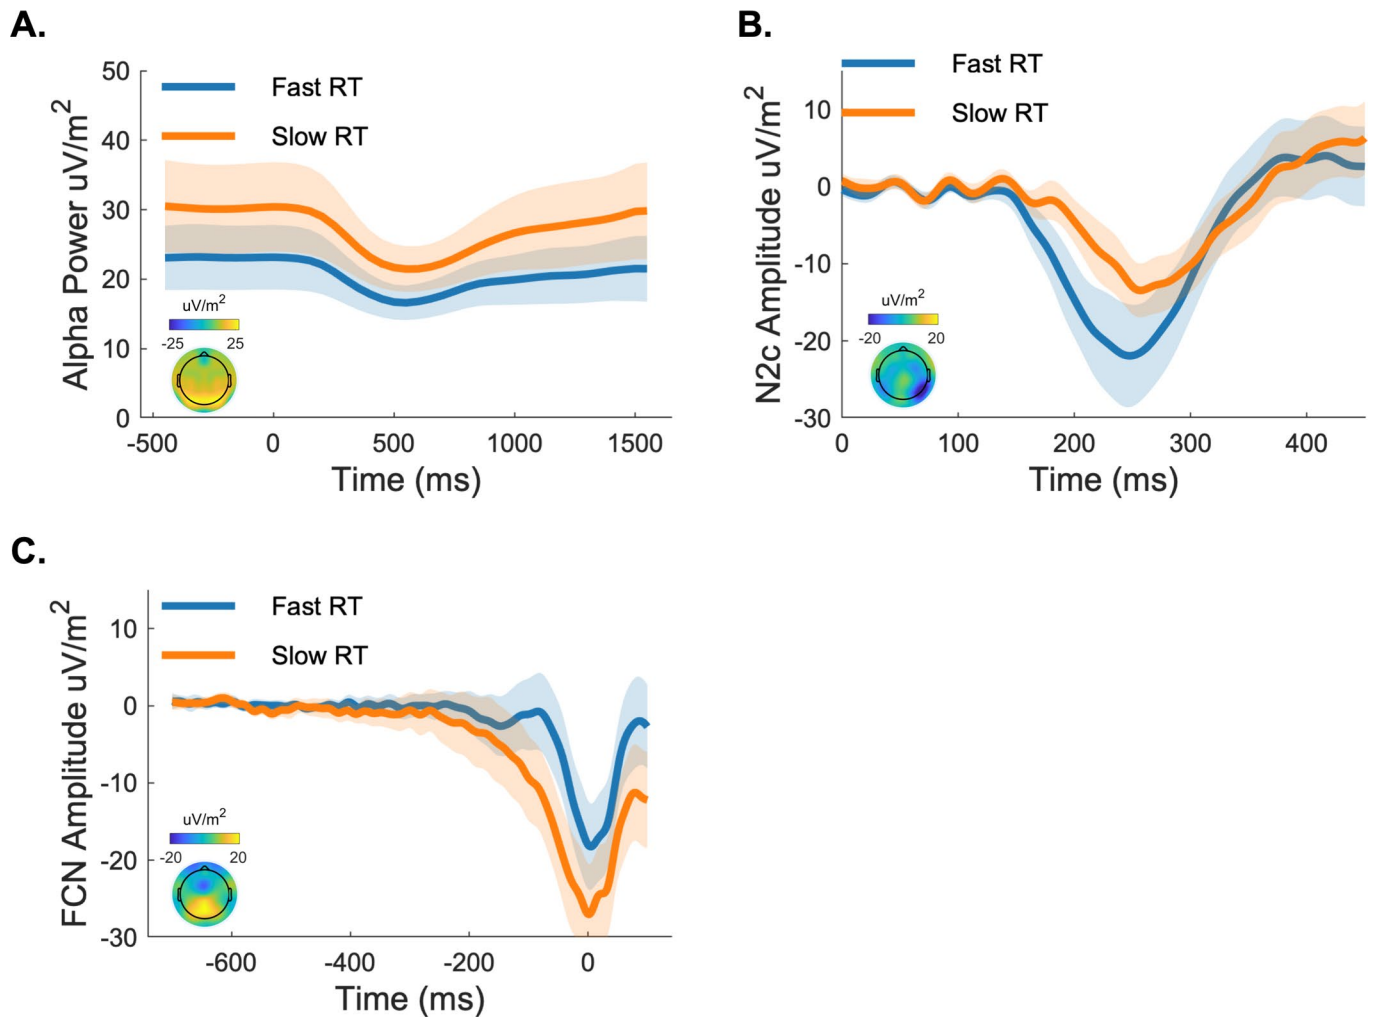 A.
Alpha Power uV/m²
50
40
30
20
10
0
Fast RT
Slow RT
uV/m²
-25 25
-500 0 500 1000 1500
Time (ms)
B.
N2c Amplitude uV/m²
10
0
-10
-20
-30
Fast RT
Slow RT
uV/m²
-20 20
0 100 200 300 400
Time (ms)
C.
FCN Amplitude uV/m²
10
0
-10
-20
-30
Fast RT
Slow RT
uV/m²
-20 20
-600 -400 -200 0
Time (ms)